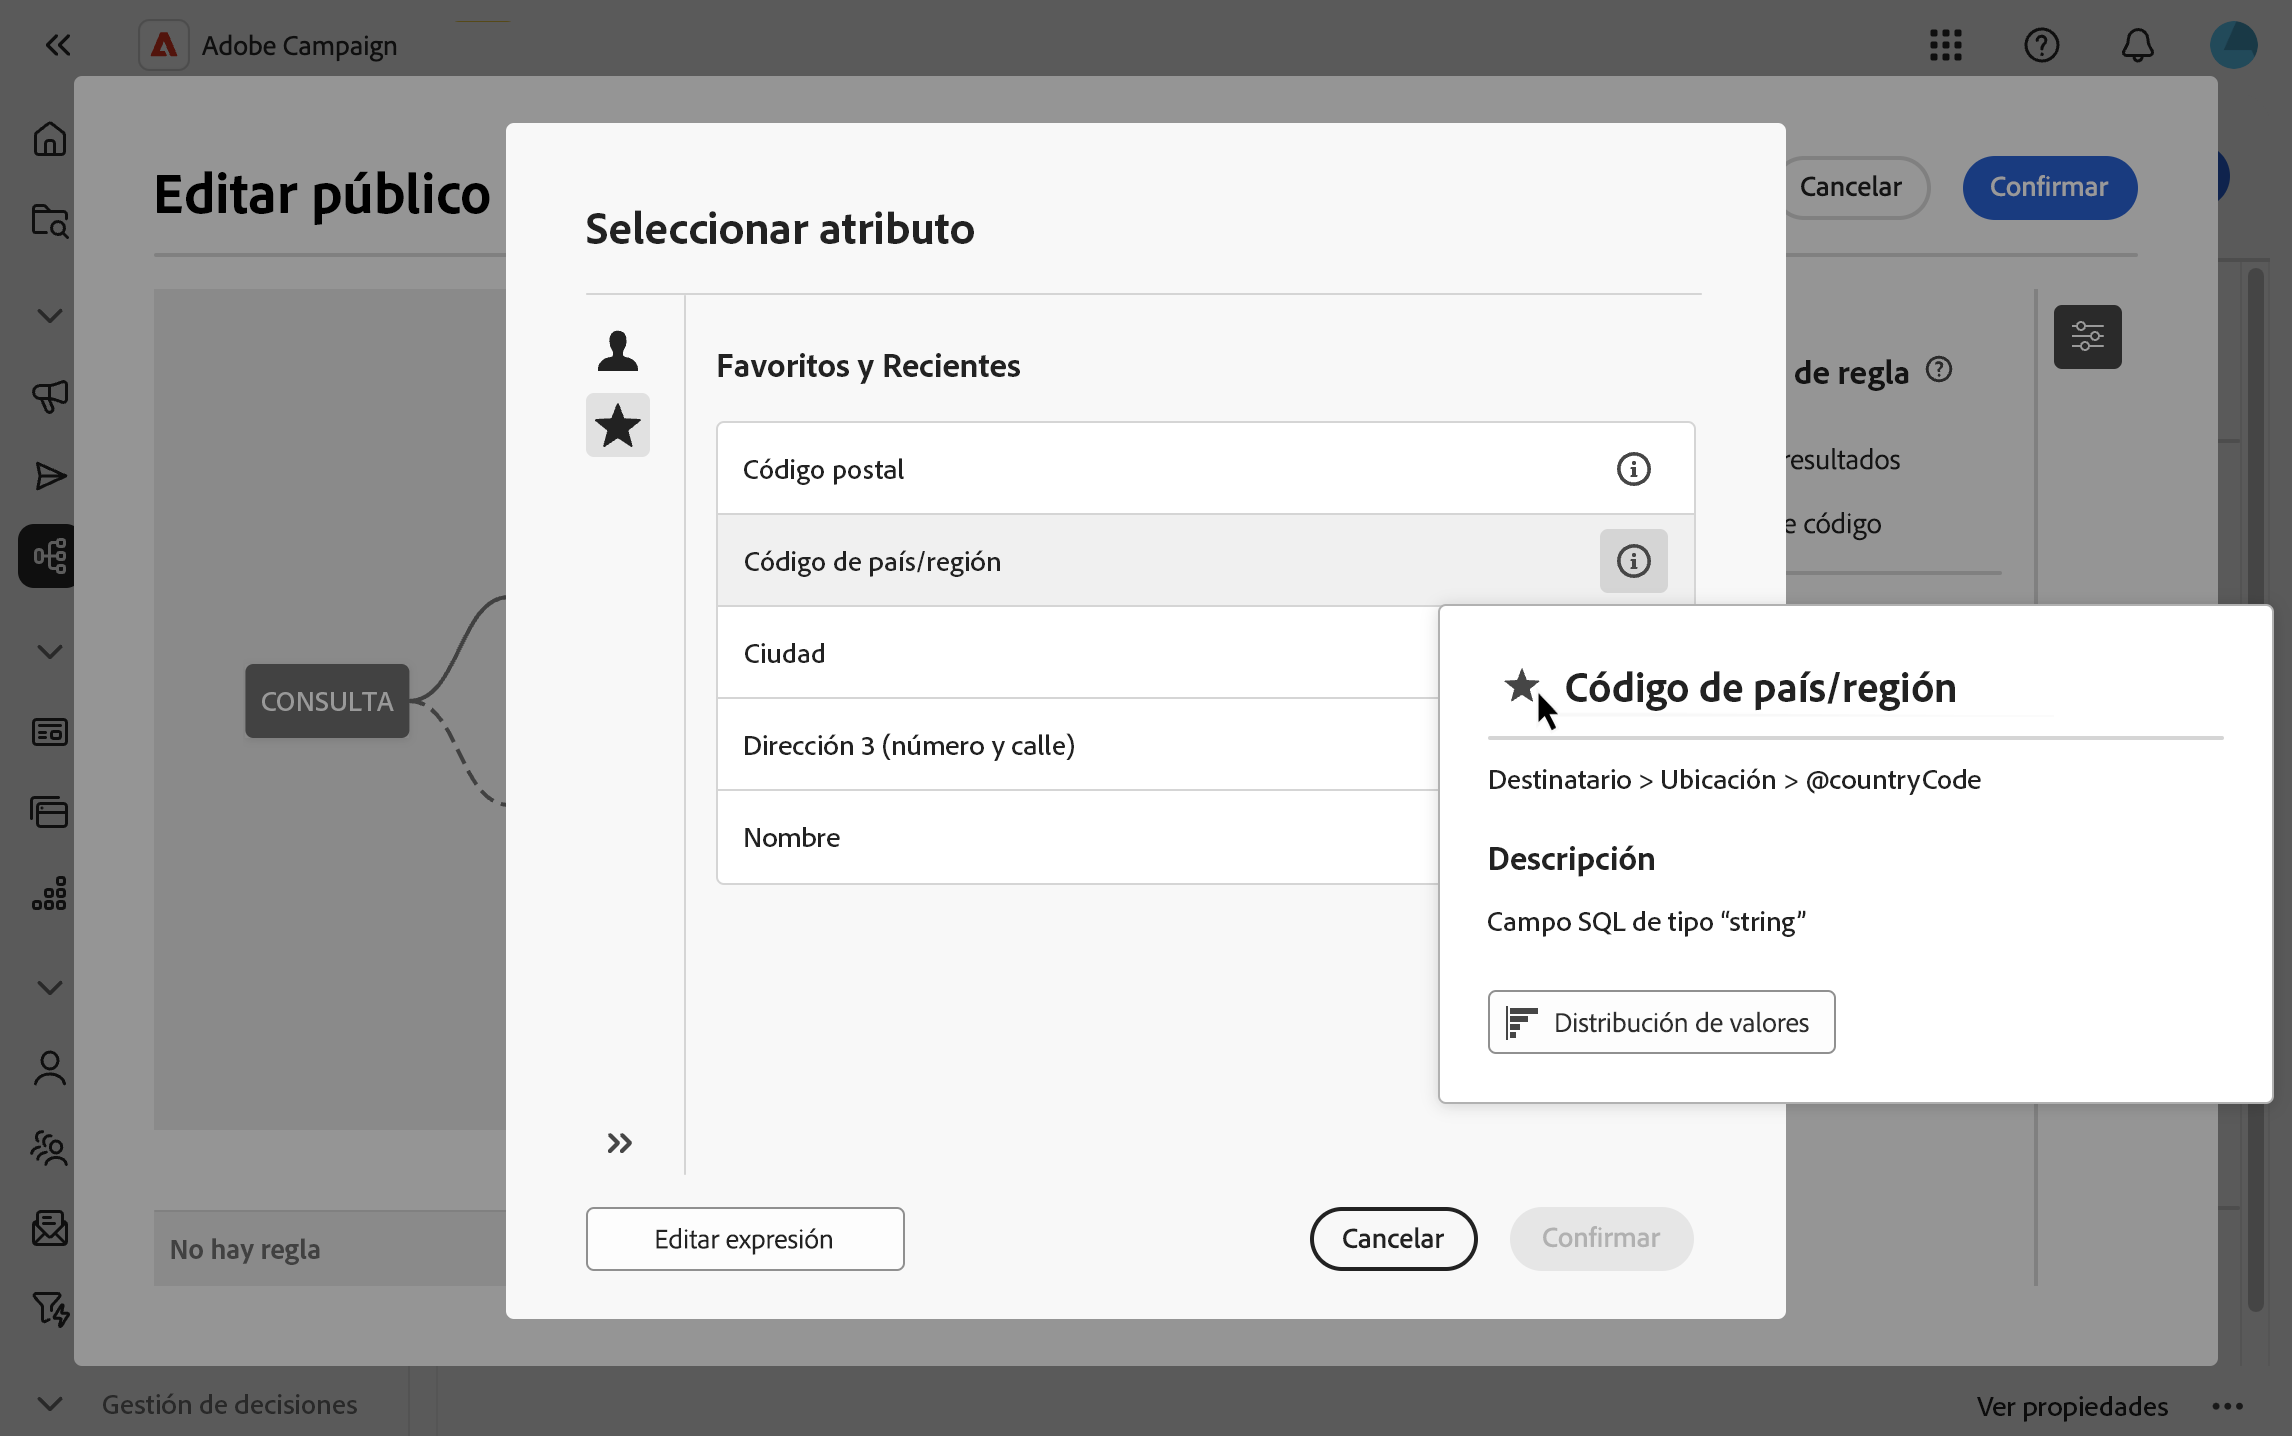 Adobe Campaign
Editar público
Cancelar
Confirmar
Seleccionar atributo
Favoritos y Recientes
Código postal
Código de país/región
Ciudad
Dirección 3 (número y calle)
Nombre
de regla
resultados
código
CONSULTA
Código de país/región
Destinatario > Ubicación > @countryCode
Descripción
Campo SQL de tipo “string”
Distribución de valores
No hay regla
Editar expresión
Cancelar
Confirmar
Gestión de decisiones
Ver propiedades